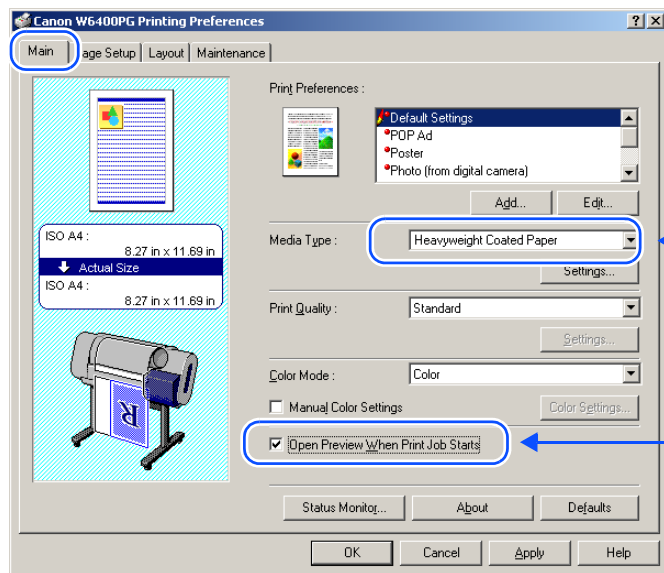 Canon W6400PG Printing Preferences
Main age Setup Layout Maintenance
Print Preferences :
Default Settings
POP Ad
Poster
Photo (from digital camera)
Add... Edit...
ISO A4 :
8.27 in x 11.69 in
Actual Size
ISO A4 :
8.27 in x 11.69 in
R
Media Type : Heavyweight Coated Paper
Settings...
Print Quality : Standard
Settings...
Color Mode : Color
Manual Color Settings Color Settings...
Open Preview When Print Job Starts
Status Monitor... About Defaults
OK Cancel Apply Help